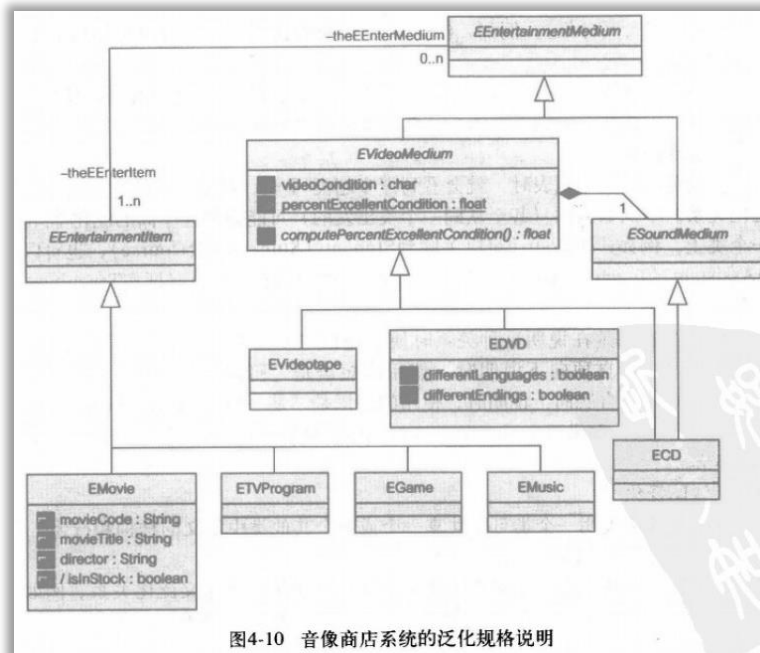 EEntertainmentMedium
–theEEnterMedium
0..n
EVideoMedium
videoCondition : char
percentExcellentCondition : float
computePercentExcellentCondition() : float
–theEEnterItem
1..n
1
EEntertainmentItem
ESoundMedium
EVideotape
EDVD
differentLanguages : boolean
differentEndings : boolean
ECD
EMovie
movieCode : String
movieTitle : String
director : String
/ isInStock : boolean
ETVProgram
EGame
EMusic
图4-10 音像商店系统的泛化规格说明